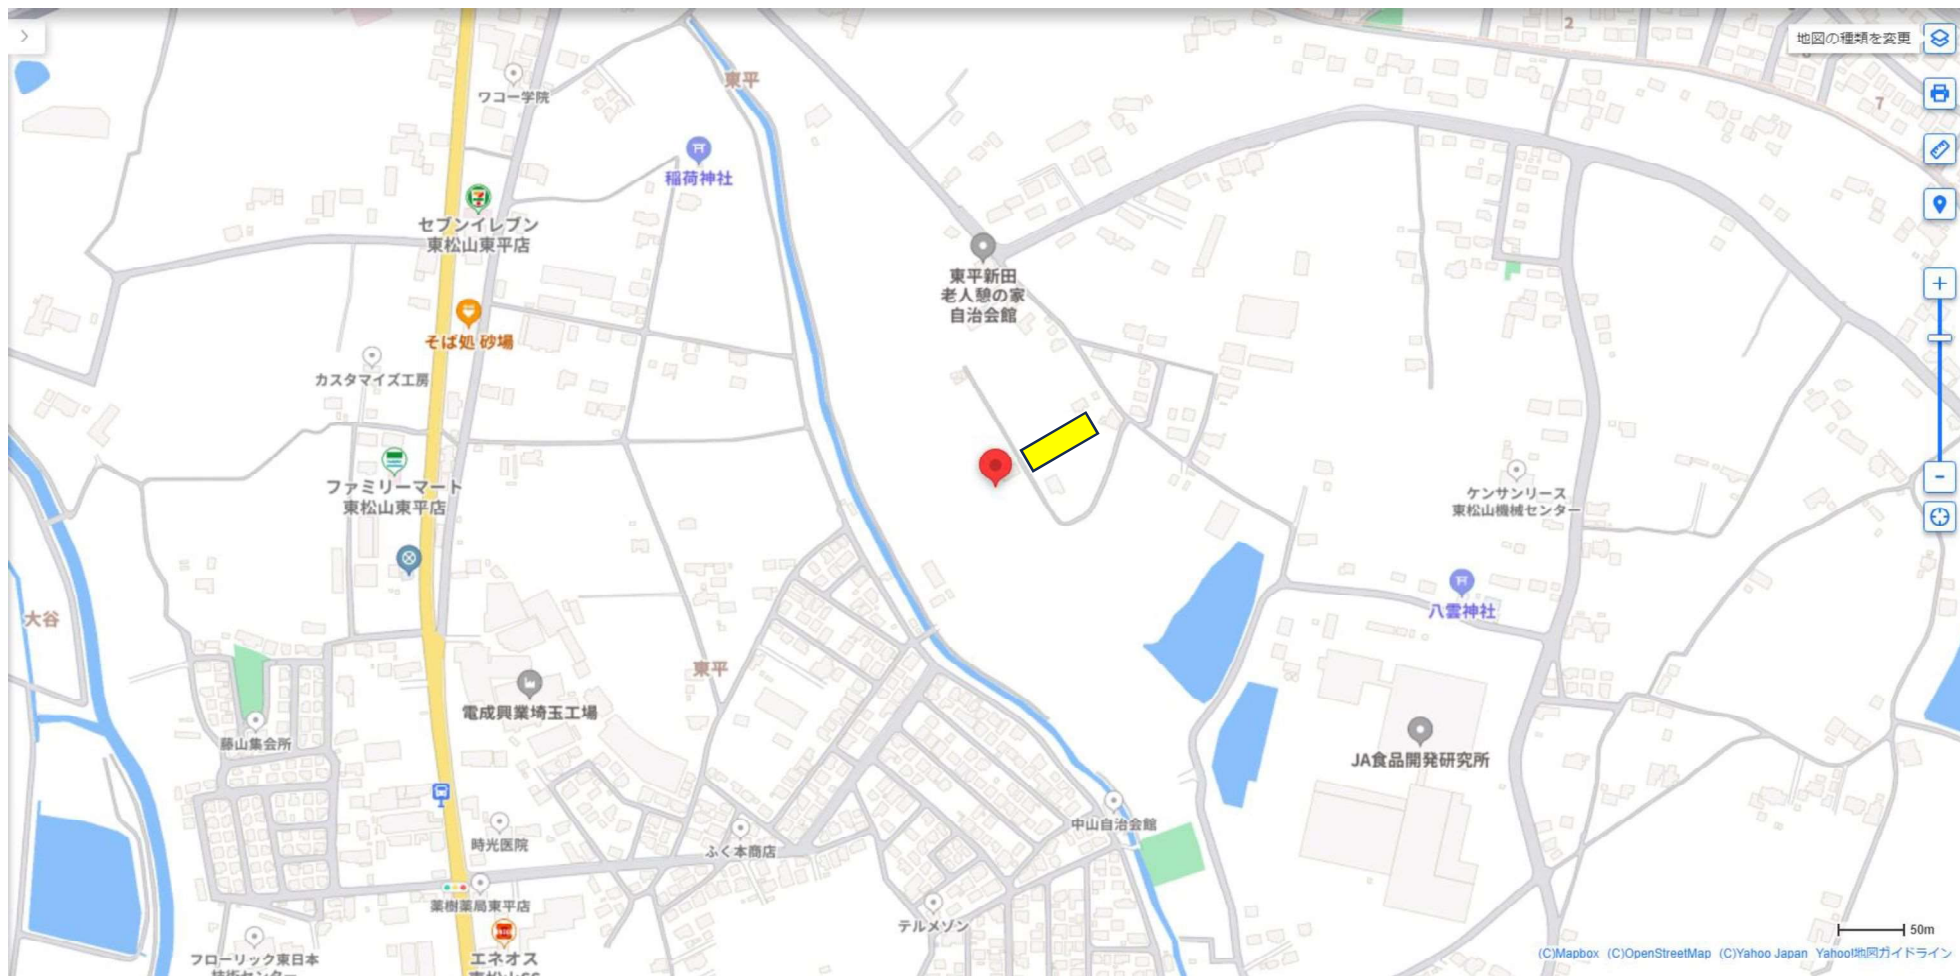 地図の種類を変更
2
7
東平
ワコー学院
稲荷神社
セブンイレブン
東松山東平店
東平新田
老人憩の家
自治会館
そば処 砂場
カスタマイズ工房
ファミリーマート
東松山東平店
ケンサンリース
東松山機械センター
大谷
八雲神社
東平
電成興業埼玉工場
藤山集会所
JA食品開発研究所
中山自治会館
時光医院
ふく本商店
薬樹薬局東平店
テルメゾン
エネオス
フローリック東日本
技術センター
50m
(C)Mapbox (C)OpenStreetMap (C)Yahoo Japan Yahoo!地図ガイドライン